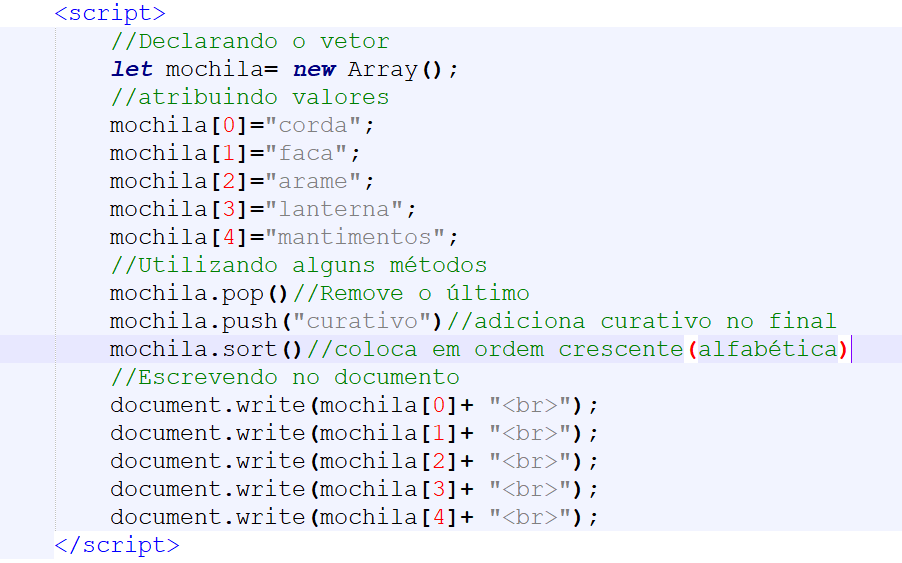 <script>
//Declarando o vetor
let mochila= new Array();
//atribuindo valores
mochila[0]="corda";
mochila[1]="faca";
mochila[2]="arame";
mochila[3]="lanterna";
mochila[4]="mantimentos";
//Utilizando alguns métodos
mochila.pop()//Remove o último
mochila.push("curativo")//adiciona curativo no final
mochila.sort()//coloca em ordem crescente(alfabética)
//Escrevendo no documento
document.write(mochila[0]+ "<br>");
document.write(mochila[1]+ "<br>");
document.write(mochila[2]+ "<br>");
document.write(mochila[3]+ "<br>");
document.write(mochila[4]+ "<br>");
</script>